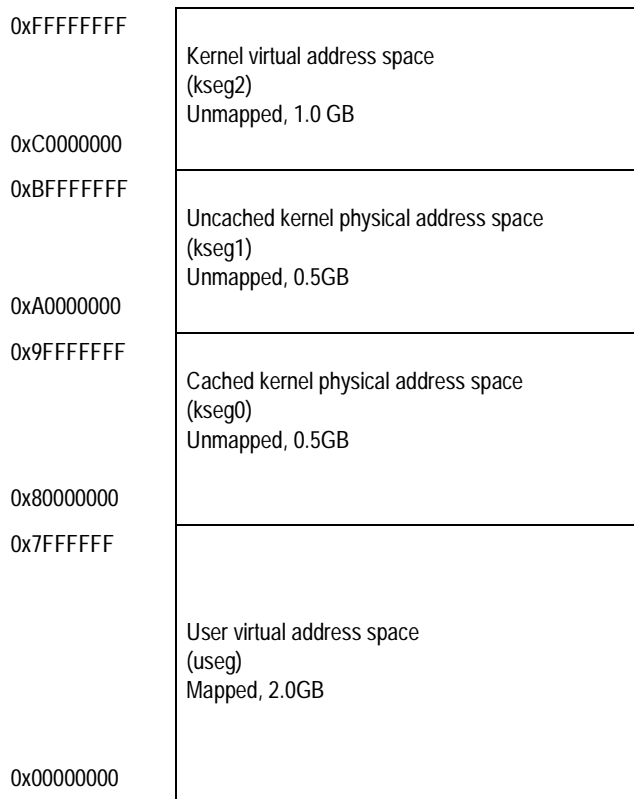 0xFFFFFFFF
Kernel virtual address space
(kseg2)
Unmapped, 1.0 GB
0xC0000000
0xBFFFFFFF
Uncached kernel physical address space
(kseg1)
Unmapped, 0.5GB
0xA0000000
0x9FFFFFFF
Cached kernel physical address space
(kseg0)
Unmapped, 0.5GB
0x80000000
0x7FFFFFF
User virtual address space
(useg)
Mapped, 2.0GB
0x00000000